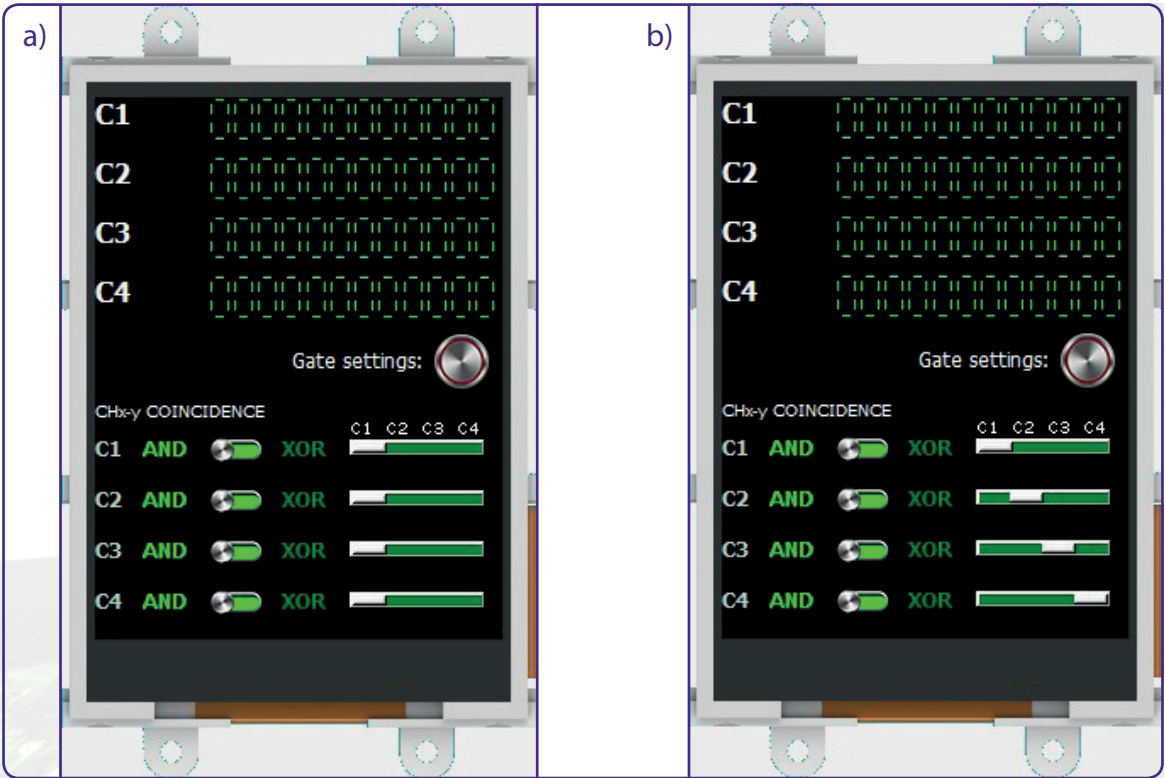 a)
C1
C2
C3
C4
Gate settings:
CHx-y COINCIDENCE
C1 C2 C3 C4
C1 AND XOR
C2 AND XOR
C3 AND XOR
C4 AND XOR
b)
C1
C2
C3
C4
Gate settings:
CHx-y COINCIDENCE
C1 C2 C3 C4
C1 AND XOR
C2 AND XOR
C3 AND XOR
C4 AND XOR